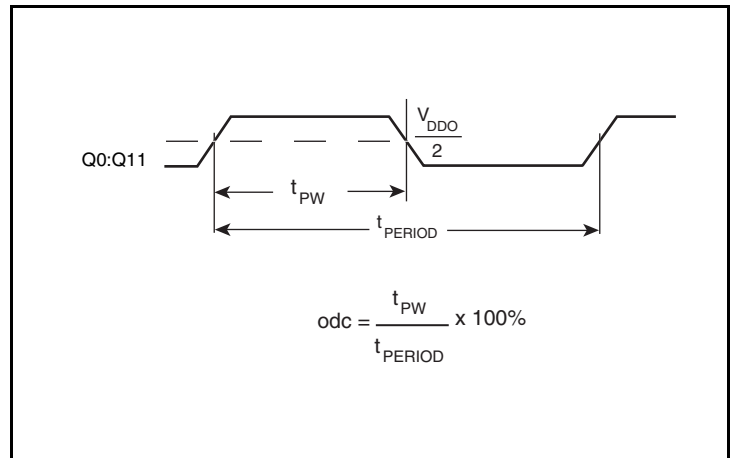 V_DDO
2
Q0:Q11
t_PW
t_PERIOD
odc = t_PW / t_PERIOD x 100%